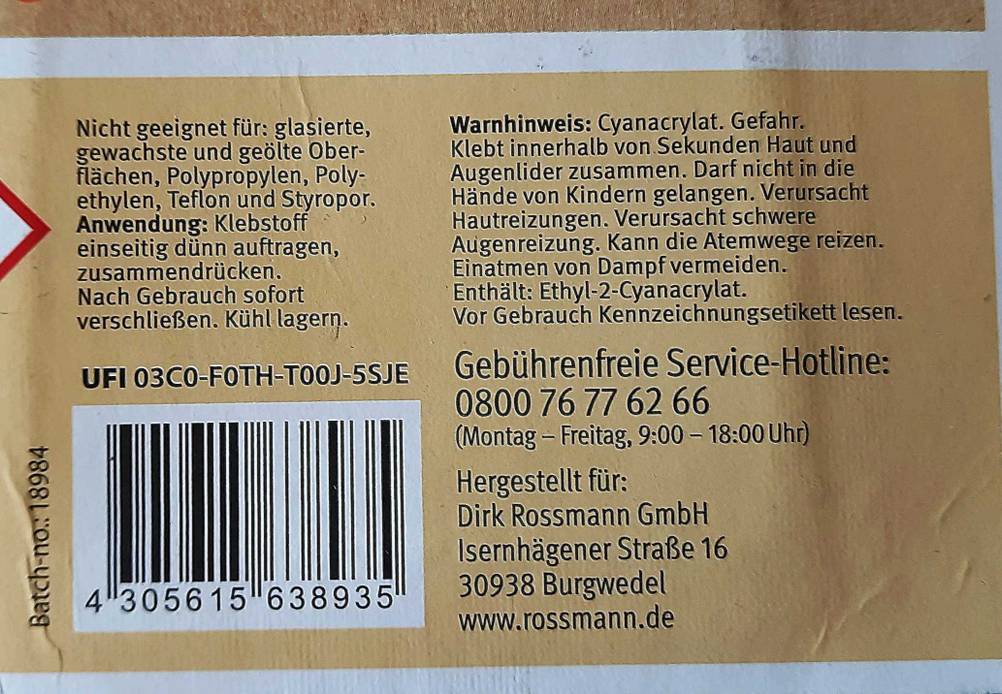 Nicht geeignet für: glasierte,
gewachste und geölte Ober-
flächen, Polypropylen, Poly-
ethylen, Teflon und Styropor.
Anwendung: Klebstoff
einseitig dünn auftragen,
zusammendrücken.
Nach Gebrauch sofort
verschließen. Kühl lagern.
UFI 03C0-F0TH-T00J-5SJE
4 305615 638935
Batch-no.: 18984
Warnhinweis: Cyanacrylat. Gefahr.
Klebt innerhalb von Sekunden Haut und
Augenlider zusammen. Darf nicht in die
Hände von Kindern gelangen. Verursacht
Hautreizungen. Verursacht schwere
Augenreizung. Kann die Atemwege reizen.
Einatmen von Dampf vermeiden.
Enthält: Ethyl-2-Cyanacrylat.
Vor Gebrauch Kennzeichnungsetikett lesen.
Gebührenfreie Service-Hotline:
0800 76 77 62 66
(Montag – Freitag, 9:00 – 18:00 Uhr)
Hergestellt für:
Dirk Rossmann GmbH
Isernhägener Straße 16
30938 Burgwedel
www.rossmann.de